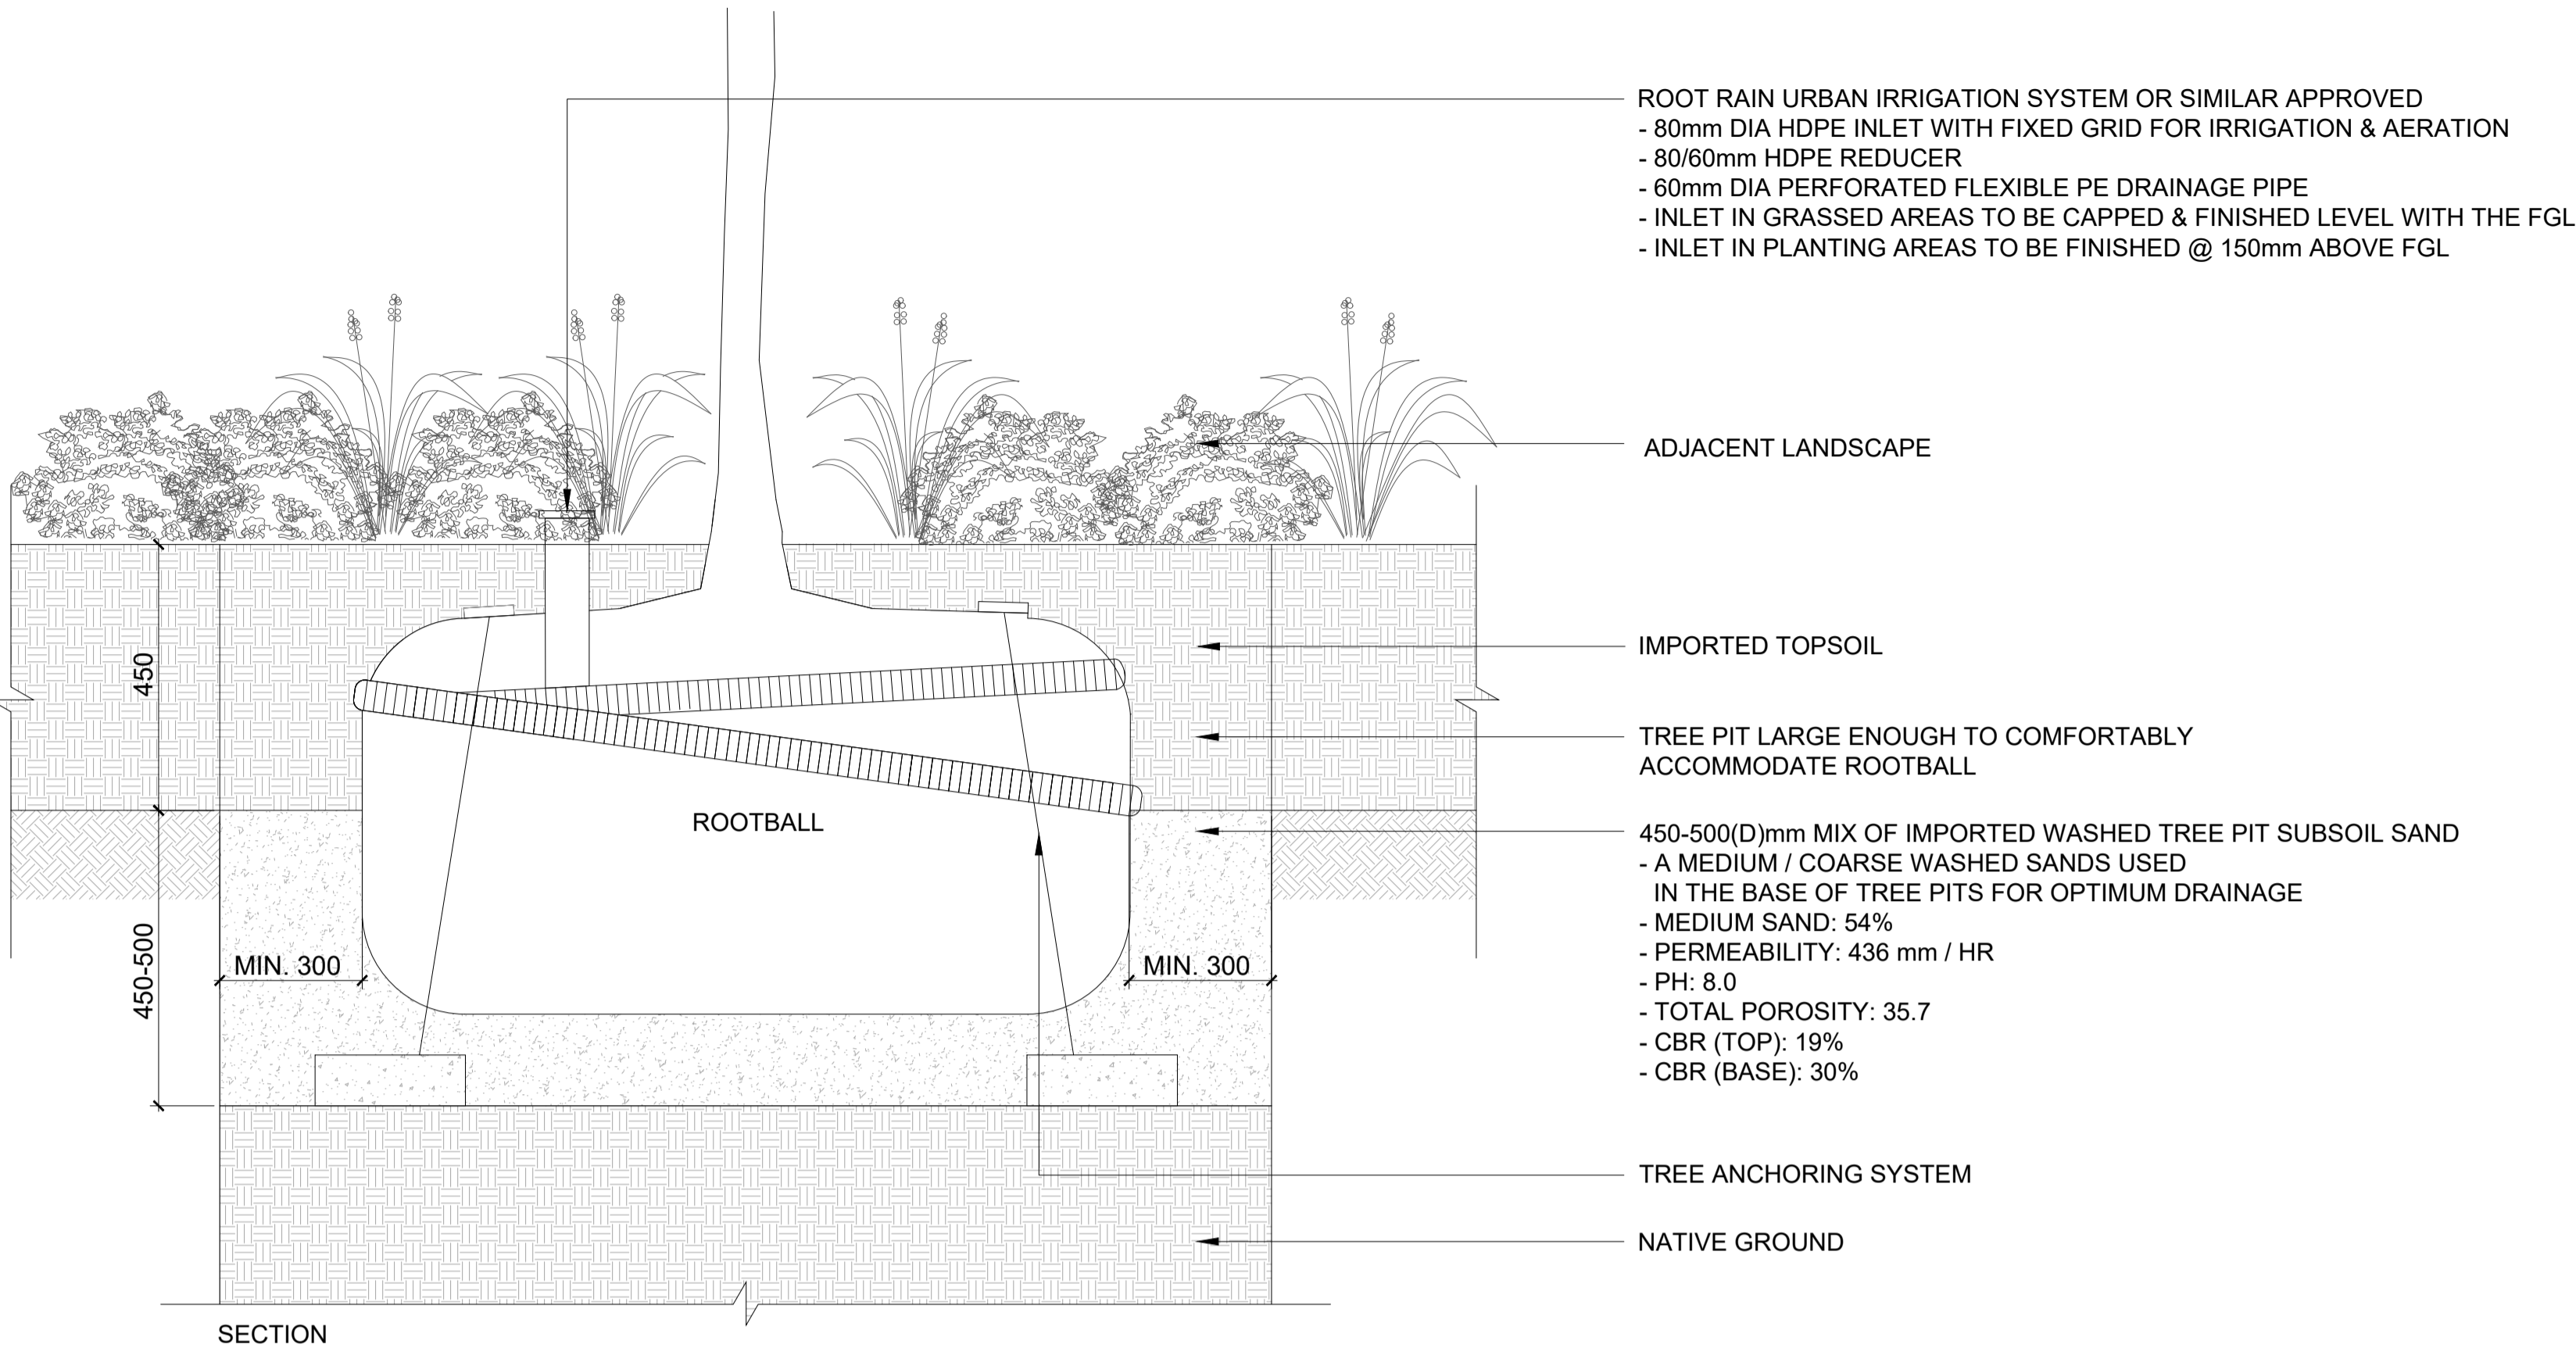 ROOT RAIN URBAN IRRIGATION SYSTEM OR SIMILAR APPROVED
- 80mm DIA HDPE INLET WITH FIXED GRID FOR IRRIGATION & AERATION
- 80/60mm HDPE REDUCER
- 60mm DIA PERFORATED FLEXIBLE PE DRAINAGE PIPE
- INLET IN GRASSED AREAS TO BE CAPPED & FINISHED LEVEL WITH THE FGL
- INLET IN PLANTING AREAS TO BE FINISHED @ 150mm ABOVE FGL
ADJACENT LANDSCAPE
IMPORTED TOPSOIL
450
TREE PIT LARGE ENOUGH TO COMFORTABLY
ACCOMMODATE ROOTBALL
ROOTBALL
450-500(D)mm MIX OF IMPORTED WASHED TREE PIT SUBSOIL SAND
- A MEDIUM / COARSE WASHED SANDS USED
IN THE BASE OF TREE PITS FOR OPTIMUM DRAINAGE
- MEDIUM SAND: 54%
- PERMEABILITY: 436 mm / HR
- PH: 8.0
- TOTAL POROSITY: 35.7
- CBR (TOP): 19%
- CBR (BASE): 30%
450-500
MIN. 300
MIN. 300
TREE ANCHORING SYSTEM
NATIVE GROUND
SECTION